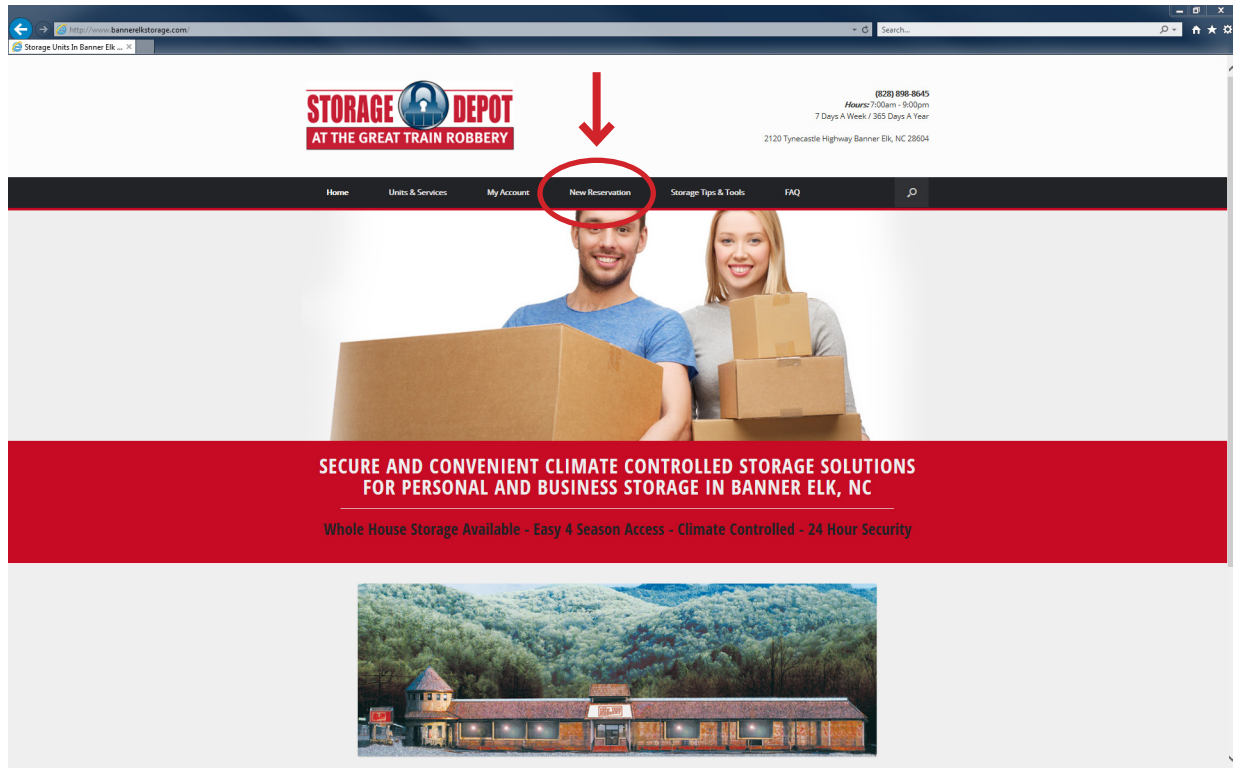 http://www.bannerelkstorage.com/
Search...
Storage Units In Banner Elk ...
STORAGE DEPOT
AT THE GREAT TRAIN ROBBERY
(828) 898-8645
Hours: 7:00am - 9:00pm
7 Days A Week / 365 Days A Year
2120 Tynecastle Highway Banner Elk, NC 28604
Home Units & Services My Account New Reservation Storage Tips & Tools FAQ
SECURE AND CONVENIENT CLIMATE CONTROLLED STORAGE SOLUTIONS
FOR PERSONAL AND BUSINESS STORAGE IN BANNER ELK, NC
Whole House Storage Available - Easy 4 Season Access - Climate Controlled - 24 Hour Security